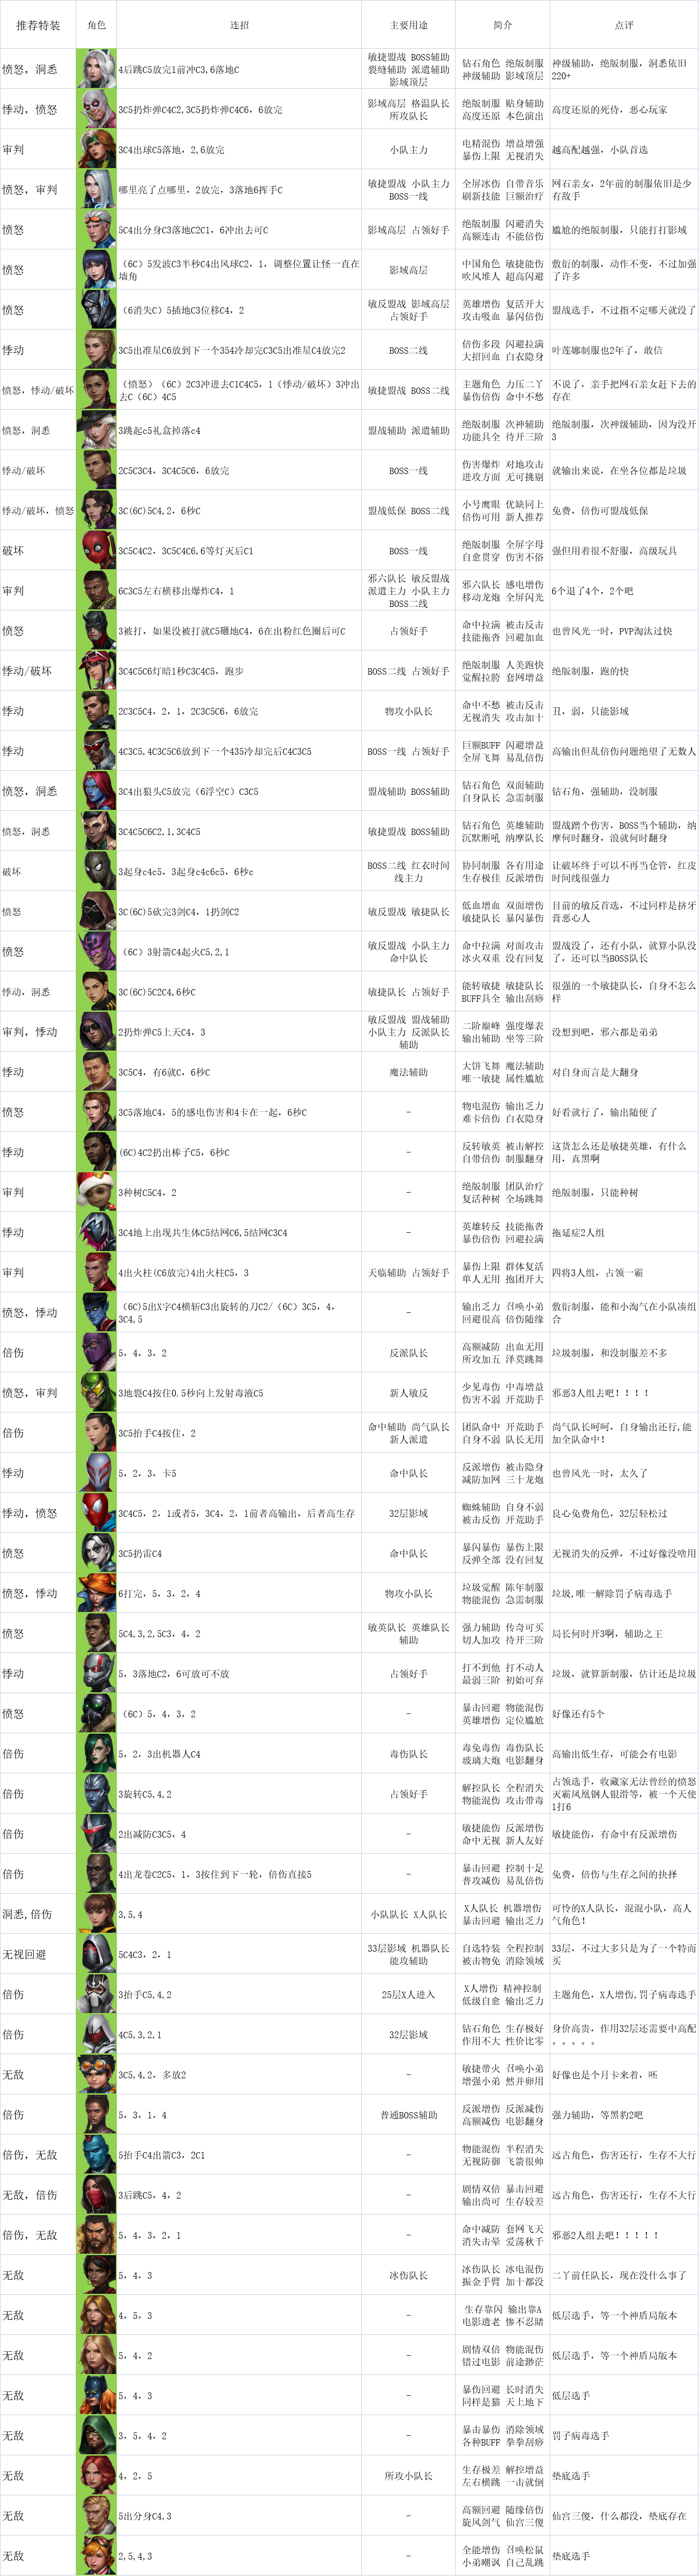 推荐特装 角色 连招 主要用途 简介 点评
愤怒，洞悉 4后跳C5放完1前冲C3,6落地C 敏捷盟战 BOSS辅助 裂缝辅助 派遣辅助 影域顶层 钻石角色 绝版制服 神级辅助 影域顶层 神级辅助，绝版制服，洞悉依旧220+
悸动，愤怒 3C5扔炸弹C4C2,3C5扔炸弹C4C6，6放完 影域高层 格温队长 所攻队长 绝版制服 贴身辅助 高度还原 本色演出 高度还原的死侍，恶心玩家
审判 3C4出球C5落地，2,6放完 小队主力 电精混伤 增益增强 暴伤上限 无视消失 越高配越强，小队首选
愤怒，审判 哪里亮了点哪里，2放完，3落地6挥手C 敏捷盟战 小队主力 BOSS一线 全屏冰伤 自带音乐 刷新技能 巨额治疗 网石亲女，2年前的制服依旧是少有敌手
愤怒 5C4出分身C3落地C2C1，6冲出去可C 影域高层 占领好手 绝版制服 闪避消失 高额连击 不能倍伤 尴尬的绝版制服，只能打打影域
愤怒 （6C）5发波C3半秒C4出风球C2，1，调整位置让怪一直在墙角 影域高层 中国角色 敏捷能伤 吹风堆人 超高闪避 敷衍的制服，动作不变，不过加强了许多
愤怒 （6消失C）5插地C3位移C4，2 敏反盟战 影域高层 占领好手 英雄增伤 复活开大 攻击吸血 暴闪倍伤 盟战选手，不过指不定哪天就没了
悸动 3C5出准星C6放到下一个354冷却完C3C5出准星C4放完2 BOSS二线 倍伤多段 闪避拉满 大招回血 白衣隐身 叶莲娜制服也2年了，敢信
愤怒，悸动/破坏 （愤怒）（6C）2C3冲进去C1C4C5，1（悸动/破坏）3冲出去C（6C）4C5 敏捷盟战 BOSS二线 主题角色 力压二丫 暴伤倍伤 命中不愁 不说了，亲手把网石亲女赶下去的存在
愤怒，洞悉 3跳起c5礼盒掉落c4 盟战辅助 派遣辅助 绝版制服 次神辅助 功能具全 待开三阶 绝版制服，次神级辅助，因为没开3
悸动/破坏 2C5C3C4，3C4C5C6，6放完 BOSS一线 伤害爆炸 对地攻击 进攻方面 无可挑剔 就输出来说，在坐各位都是垃圾
悸动/破坏，愤怒 3C(6C)5C4,2，6秒C 盟战低保 BOSS二线 小号鹰眼 优缺同上 倍伤可用 新人推荐 免费，倍伤可盟战低保
破坏 3C5C4C2，3C5C4C6,6等灯灭后C1 BOSS一线 绝版制服 全屏字母 自愈贯穿 伤害不俗 强但用着很不舒服，高级玩具
审判 6C3C5左右横移出爆炸C4，1 邪六队长 敏反盟战 派遣主力 小队主力 BOSS二线 邪六队长 感电增伤 移动龙炮 全屏闪光 6个退了4个，2个吧
愤怒 3被打，如果没被打就C5砸地C4，6在出粉红色圈后可C 占领好手 命中拉满 被击反击 技能拖沓 回避加血 也曾风光一时，PVP淘汰过快
悸动/破坏 3C4C5C6灯暗1秒C3C4C5，跑步 BOSS二线 占领好手 绝版制服 人美跑快 觉醒拉胯 套网增益 绝版制服，跑的快
悸动 2C3C5C4，2，1，2C3C5C6，6放完 物攻小队长 命中不愁 被击反击 无视消失 攻击加十 丑，弱，只能影域
悸动 4C3C5,4C3C5C6放到下一个435冷却完后C4C3C5 BOSS一线 占领好手 巨额BUFF 闪避增益 全屏飞舞 易乱倍伤 高输出但乱倍伤问题绝望了无数人
愤怒，洞悉 3C4出狼头C5放完（6浮空C）C3C5 盟战辅助 BOSS辅助 钻石角色 双面辅助 自身队长 急需制服 钻石角，强辅助，没制服
愤怒，洞悉 3C4C5C6C2,1,3C4C5 敏捷盟战 BOSS辅助 钻石角色 英雄辅助 沉默断吼 纳摩队长 盟战蹭个伤害，BOSS当个辅助，纳摩何时翻身，浪就何时翻身
破坏 3起身c4c5，3起身c4c6c5，6秒c BOSS二线 红衣时间线主力 协同制服 各有用途 生存极佳 反派增伤 让破坏终于可以不再当仓管，红皮时间线很强力
愤怒 3C(6C)5砍完3剑C4，1扔剑C2 敏反盟战 敏捷队长 低血增血 双面增伤 敏捷队长 暴闪暴伤 目前的敏反首选，不过同样是挤牙膏恶心人
愤怒 （6C）3射箭C4起火C5,2,1 敏反盟战 小队主力 命中队长 命中拉满 对面攻击 冰火双重 没有回复 盟战没了，还有小队，就算小队没了，还可以当BOSS队长
悸动，洞悉 3C(6C)5C2C4,6秒C 敏捷队长 占领好手 能转敏捷 敏捷队长 BUFF具全 输出刮痧 很强的一个敏捷队长，自身不怎么样
审判，悸动 2扔炸弹C5上天C4，3 敏反盟战 盟战辅助 小队主力 反派队长 辅助 二阶巅峰 强度爆表 输出辅助 坐等三阶 没想到吧，邪六都是弟弟
悸动 3C5C4，有6就C，6秒C 魔法辅助 大饼飞舞 魔法辅助 唯一敏捷 属性尴尬 对自身而言是大翻身
愤怒 3C5落地C4，5的感电伤害和4卡在一起，6秒C - 物电混伤 输出乏力 难卡倍伤 白衣隐身 好看就行了，输出随便了
悸动 (6C)4C2扔出棒子C5，6秒C - 反转敏英 被击解控 自带倍伤 制服翻身 这货怎么还是敏捷英雄，有什么用，真黑啊
审判 3种树C5C4，2 - 绝版制服 团队治疗 复活种树 全场跳舞 绝版制服，只能种树
悸动 3C4地上出现共生体C5结网C6,5结网C3C4 - 英雄转反 技能拖沓 暴伤倍伤 回避拉满 拖延症2人组
审判 4出火柱(C6放完)4出火柱C5，3 天临辅助 占领好手 暴伤上限 群体复活 单人无用 抱团开大 四将3人组，占领一霸
愤怒，悸动 （6C)5出X字C4横斩C3出旋转的刀C2/（6C）3C5，4，3C4,5 - 输出乏力 召唤小弟 回避很高 倍伤随缘 敷衍制服，能和小淘气在小队凑组合
倍伤 5，4，3，2 反派队长 高额减防 出血无用 所攻加五 泽莫跳舞 垃圾制服，和没制服差不多
愤怒，审判 3地裂C4按住0.5秒向上发射毒液C5 新人敏反 少见毒伤 中毒增益 伤害不弱 开荒助手 邪恶3人组去吧！！！！
倍伤 3C5抬手C4按住，2 命中辅助 尚气队长 新人派遣 团队命中 开荒助手 自身不弱 队长无用 尚气队长呵呵，自身输出还行,能加全队命中！
悸动 5，2，3，卡5 命中队长 反派增伤 被击隐身 减防加网 三十龙炮 也曾风光一时，太久了
悸动，愤怒 3C4C5，2，1或者5，3C4，2，1前者高输出，后者高生存 32层影域 蜘蛛辅助 自身不弱 被击反伤 开荒助手 良心免费角色，32层轻松过
愤怒 3C5扔雷C4 命中队长 暴闪暴伤 暴伤上限 反弹全部 没有回复 无视消失的反弹，不过好像没啥用
愤怒，悸动 6打完，5，3，2，4 物攻小队长 垃圾觉醒 陈年制服 物能混伤 急需制服 垃圾,唯一解除罚子病毒选手
愤怒 5C4,3,2,5C3，4，2 敏英队长 英雄队长 辅助 强力辅助 传奇可买 切人加攻 待开三阶 局长何时开3啊，辅助之王
悸动 5，3落地C2，6可放可不放 占领好手 打不到他 打不动人 最弱三阶 初始可弃 垃圾，就算新制服，估计还是垃圾
愤怒 （6C）5，4，3，2 - 暴击回避 物能混伤 英雄增伤 定位尴尬 好像还有5个
倍伤 5，2，3出机器人C4 毒伤队长 毒免毒伤 毒伤队长 玻璃大炮 电影翻身 高输出低生存，可能会有电影
倍伤 3旋转C5,4,2 占领好手 解控队长 全程消失 物能混伤 攻击带毒 占领选手，收藏家无法曾经的愤怒灭霸凤凰钢人银滑等，被一个天使1打6
倍伤 2出减防C3C5，4 - 敏捷能伤 反派增伤 命中无视 新人友好 敏捷能伤，有命中有反派增伤
倍伤 4出龙卷C2C5，1，3按住到下一轮，倍伤直接5 - 暴击回避 控制十足 普攻减伤 易乱倍伤 免费，倍伤与生存之间的抉择
洞悉,倍伤 3,5,4 小队队长 X人队长 X人队长 机器增伤 暴击回避 输出乏力 可怜的X人队长，混混小队，高人气角色！
无视回避 5C4C3，2，1 33层影域 机器队长 能攻辅助 自选特装 全程控制 被击物免 消除领域 33层，不过大多只是为了一个特而买
倍伤 3抬手C5,4,2 25层X人进入 X人增伤 精神控制 低级自愈 输出乏力 主题角色，X人增伤,罚子病毒选手
倍伤 4C5,3,2,1 32层影域 钻石角色 生存极好 作用不大 性价比零 身价高贵，作用32层还需要中高配。。。。。
无敌 3C5,4,2，多放2 - 敏捷带火 召唤小弟 增强小弟 然并卵用 好像也是个月卡来着，呸
倍伤 5，3，1，4 普通BOSS辅助 反派增伤 反派减伤 高额减伤 电影翻身 强力辅助，等黑豹2吧
倍伤，无敌 5抬手C4出箭C3，2C1 - 物能混伤 半程消失 无视防御 飞箭很帅 远古角色，伤害还行，生存不大行
无敌，倍伤 3后跳C5，4，2 - 剧情双倍 暴击回避 输出尚可 生存较差 远古角色，伤害还行，生存不大行
倍伤，无敌 5，4，3，2，1 - 命中减防 套网飞天 消失击晕 爱荡秋千 邪恶2人组去吧！！！！！
无敌 5，4，3 冰伤队长 冰伤队长 冰电混伤 振金手臂 加十都没 二丫前任队长，现在没什么事了
无敌 4，5，3 - 生存靠闪 输出靠A 电影遗老 惨不忍睹 低层选手，等一个神盾局版本
无敌 5，4，2 - 剧情双倍 物能混伤 错过电影 前途渺茫 低层选手，等一个神盾局版本
无敌 5，4，3 - 暴伤回避 长时消失 同样是猫 天上地下 低层选手
无敌 3，5，4，2 - 暴击暴伤 消除领域 各种BUFF 拳拳刮痧 罚子病毒选手
无敌 4，2，5 所攻小队长 生存极差 解控增益 左右横跳 一击就倒 垫底选手
无敌 5出分身C4,3 - 高额回避 随缘倍伤 旋风剑气 仙宫三傻 仙宫三傻，什么都没，垫底存在
无敌 2,5,4,3 - 全能增伤 召唤松鼠 小弟嘲讽 自己乱跳 垫底选手